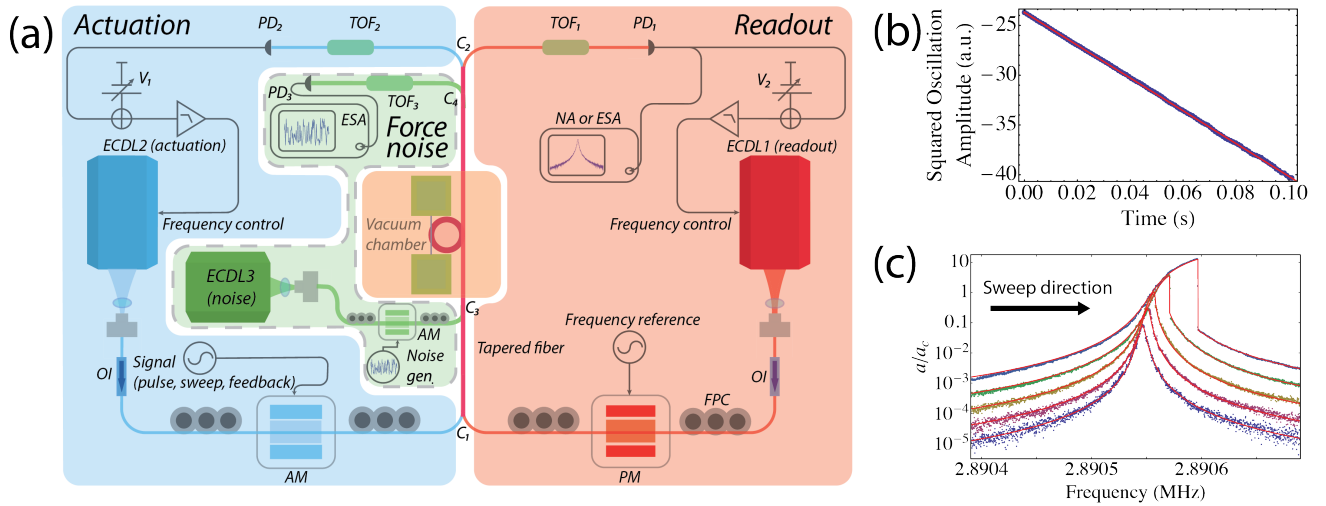 (a)
Actuation
PD2
TOF2
C2
TOF1
PD1
Readout
V1
PD3
TOF3
C4
ESA
Force
noise
V2
NA or ESA
ECDL2 (actuation)
ECDL1 (readout)
Frequency control
Vacuum
chamber
Frequency control
ECDL3
(noise)
C3
AM
Noise
gen.
Frequency reference
Tapered fiber
OI
Signal
(pulse, sweep, feedback)
OI
FPC
C1
AM
PM
(b)
Squared Oscillation
Amplitude (a.u.)
−25
−30
−35
−40
0.00
0.02
0.04
0.06
0.08
0.10
Time (s)
(c)
Sweep direction
a/ac
10
1
0.1
10−2
10−3
10−4
10−5
2.8904
2.8905
2.8906
Frequency (MHz)